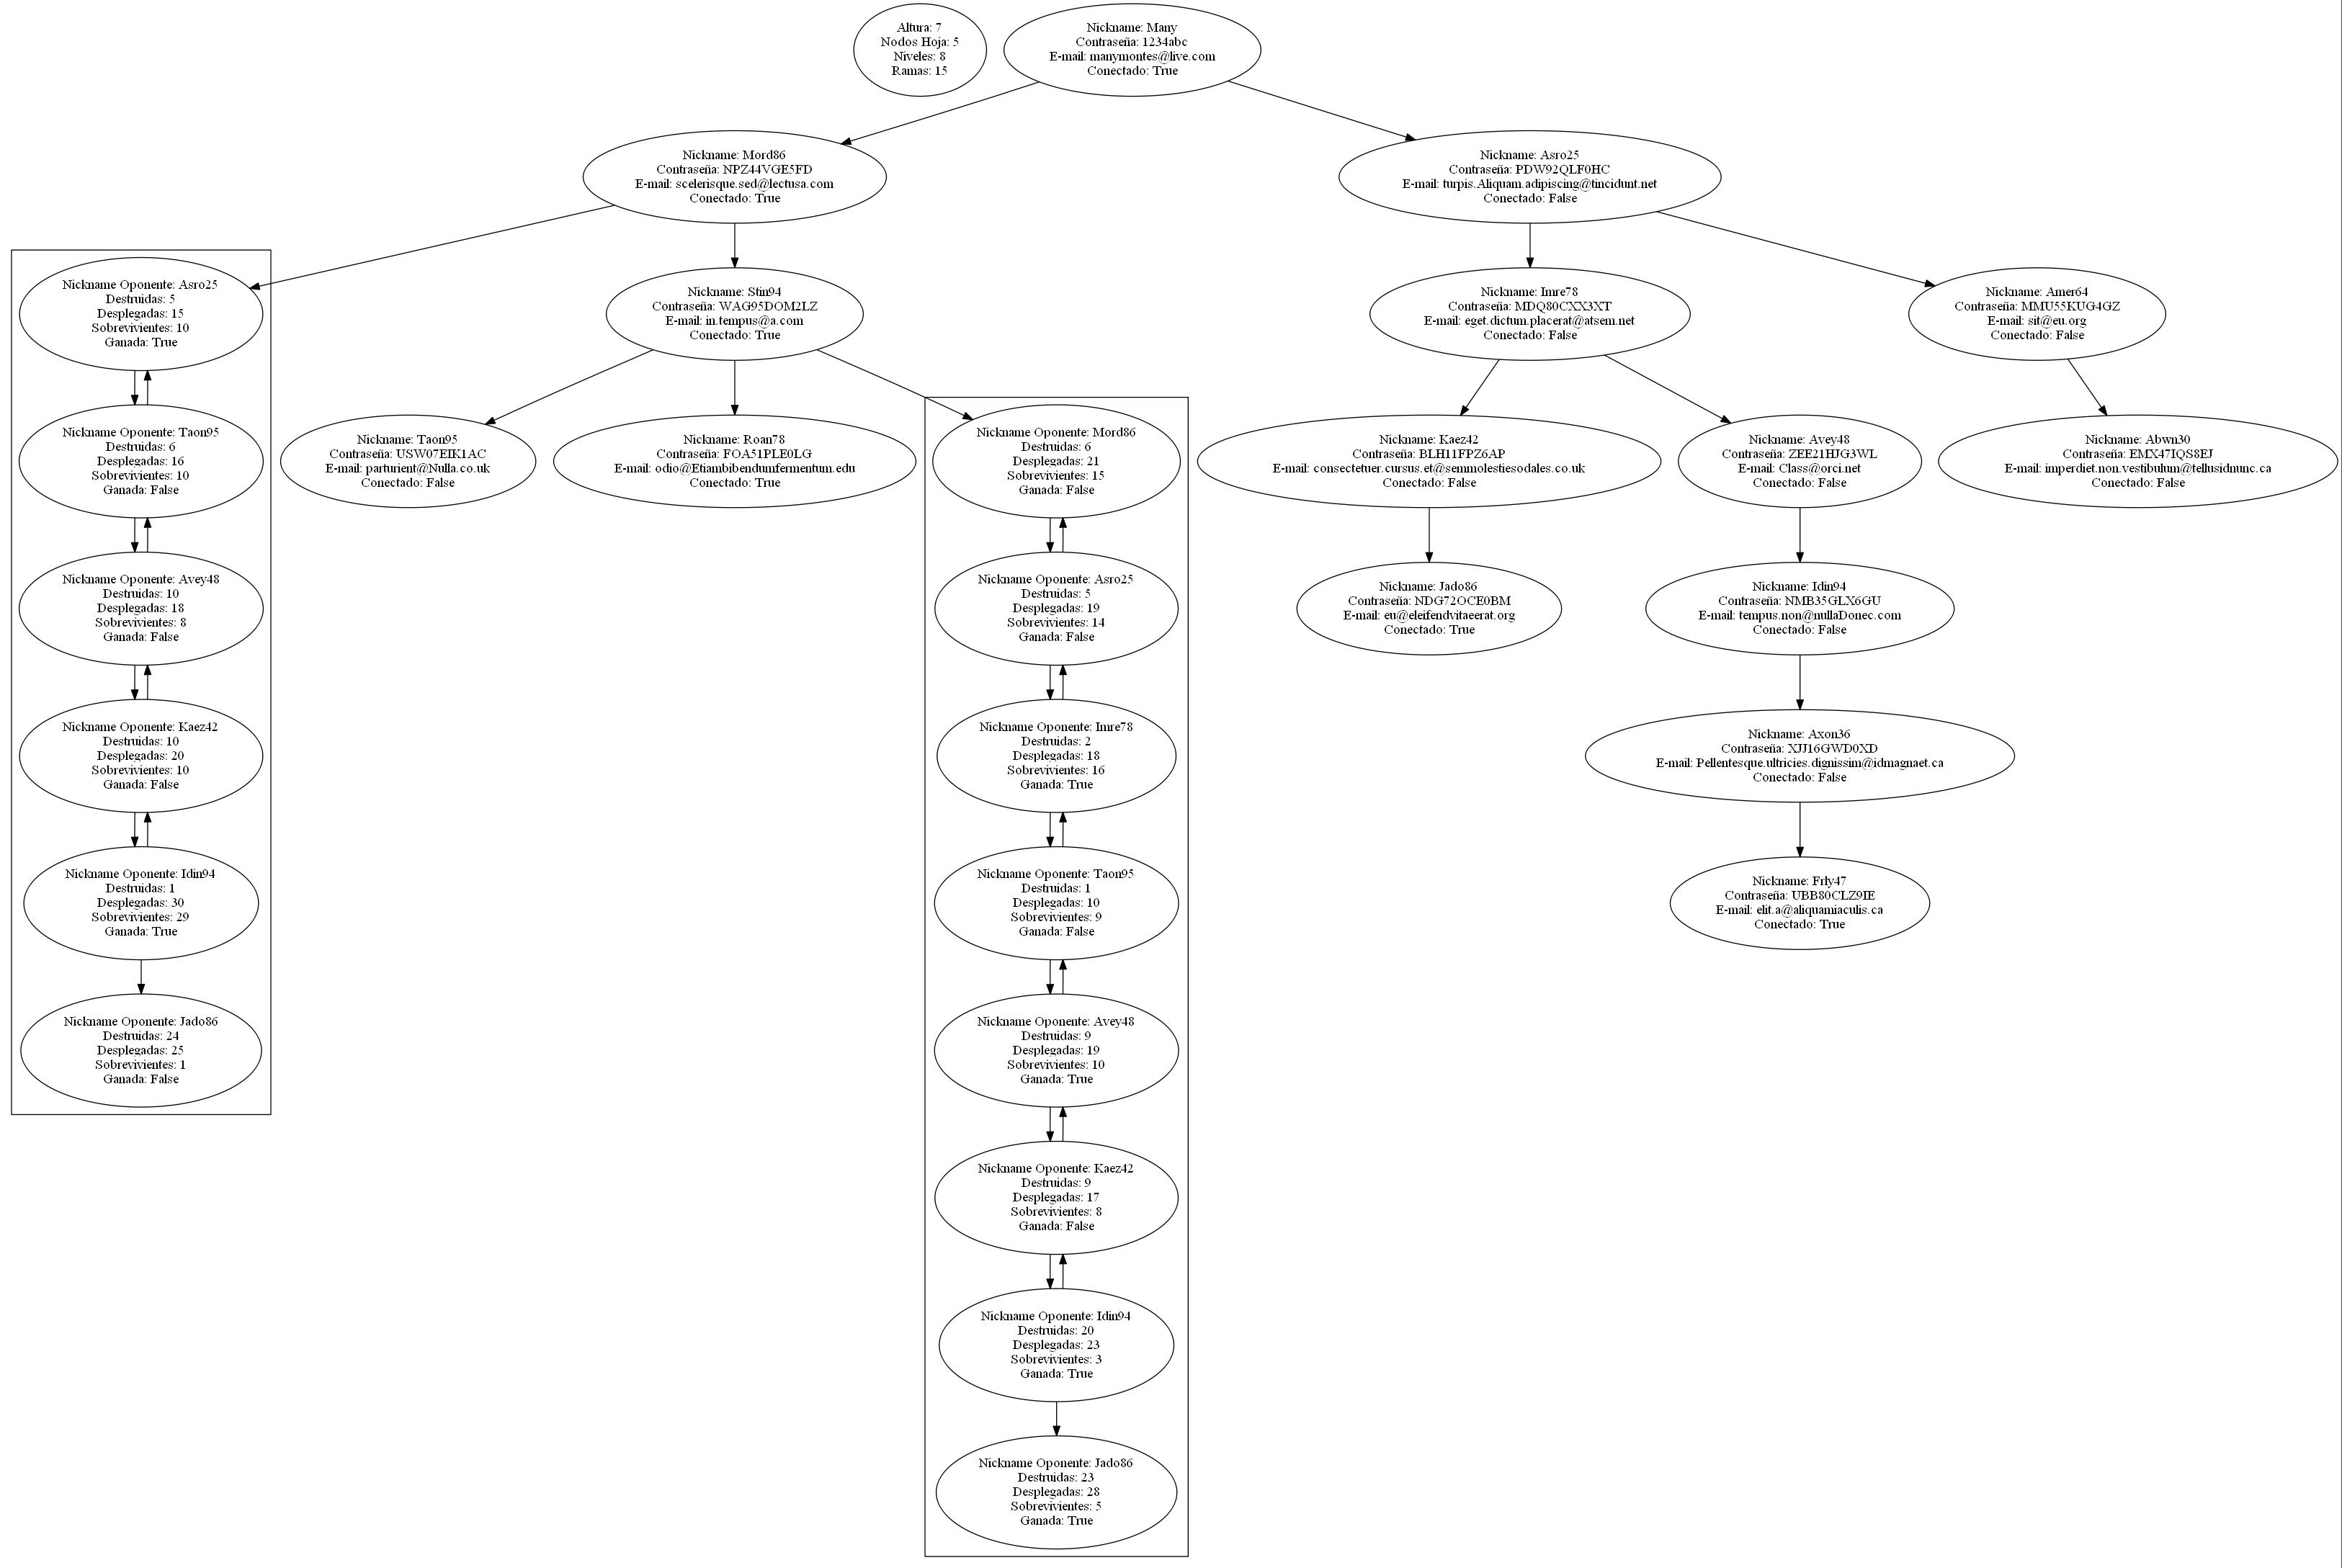 Altura: 7
Nodos Hoja: 5
Niveles: 8
Ramas: 15
Nickname: Many
Contraseña: 1234abc
E-mail: manymontes@live.com
Conectado: True
Nickname: Mord86
Contraseña: NPZ44VGE5FD
E-mail: scelerisque.sed@lectusa.com
Conectado: True
Nickname: Asro25
Contraseña: PDW92QLF0HC
E-mail: turpis.Aliquam.adipiscing@tincidunt.net
Conectado: False
Nickname Oponente: Asro25
Destruidas: 5
Desplegadas: 15
Sobrevivientes: 10
Ganada: True
Nickname: Stin94
Contraseña: WAG95DOM2LZ
E-mail: in.tempus@a.com
Conectado: True
Nickname: Imre78
Contraseña: MDQ80CXX3XT
E-mail: eget.dictum.placerat@atsem.net
Conectado: False
Nickname: Amer64
Contraseña: MMU55KUG4GZ
E-mail: sit@eu.org
Conectado: False
Nickname Oponente: Taon95
Destruidas: 6
Desplegadas: 16
Sobrevivientes: 10
Ganada: False
Nickname: Taon95
Contraseña: USW07EIK1AC
E-mail: parturient@Nulla.co.uk
Conectado: False
Nickname: Roan78
Contraseña: FOA51PLE0LG
E-mail: odio@Etiambibendumfermentum.edu
Conectado: True
Nickname Oponente: Mord86
Destruidas: 6
Desplegadas: 21
Sobrevivientes: 15
Ganada: False
Nickname: Kaez42
Contraseña: BLH11FPZ6AP
E-mail: consectetuer.cursus.et@semmolestiesodales.co.uk
Conectado: False
Nickname: Avey48
Contraseña: ZEE21HJG3WL
E-mail: Class@orci.net
Conectado: False
Nickname: Abwn30
Contraseña: EMX47IQS8EJ
E-mail: imperdiet.non.vestibulum@tellusidnunc.ca
Conectado: False
Nickname Oponente: Avey48
Destruidas: 10
Desplegadas: 18
Sobrevivientes: 8
Ganada: False
Nickname Oponente: Asro25
Destruidas: 5
Desplegadas: 19
Sobrevivientes: 14
Ganada: False
Nickname: Jado86
Contraseña: NDG72OCE0BM
E-mail: eu@eleifendvitaeerat.org
Conectado: True
Nickname: Idin94
Contraseña: NMB35GLX6GU
E-mail: tempus.non@nullaDonec.com
Conectado: False
Nickname Oponente: Kaez42
Destruidas: 10
Desplegadas: 20
Sobrevivientes: 10
Ganada: False
Nickname Oponente: Imre78
Destruidas: 2
Desplegadas: 18
Sobrevivientes: 16
Ganada: True
Nickname: Axon36
Contraseña: XJJ16GWD0XD
E-mail: Pellentesque.ultricies.dignissim@idmagnaet.ca
Conectado: False
Nickname Oponente: Idin94
Destruidas: 1
Desplegadas: 30
Sobrevivientes: 29
Ganada: True
Nickname Oponente: Taon95
Destruidas: 1
Desplegadas: 10
Sobrevivientes: 9
Ganada: False
Nickname: Frly47
Contraseña: UBB80CLZ9IE
E-mail: elit.a@aliquamiaculis.ca
Conectado: True
Nickname Oponente: Jado86
Destruidas: 24
Desplegadas: 25
Sobrevivientes: 1
Ganada: False
Nickname Oponente: Avey48
Destruidas: 9
Desplegadas: 19
Sobrevivientes: 10
Ganada: True
Nickname Oponente: Kaez42
Destruidas: 9
Desplegadas: 17
Sobrevivientes: 8
Ganada: False
Nickname Oponente: Idin94
Destruidas: 20
Desplegadas: 23
Sobrevivientes: 3
Ganada: True
Nickname Oponente: Jado86
Destruidas: 23
Desplegadas: 28
Sobrevivientes: 5
Ganada: True